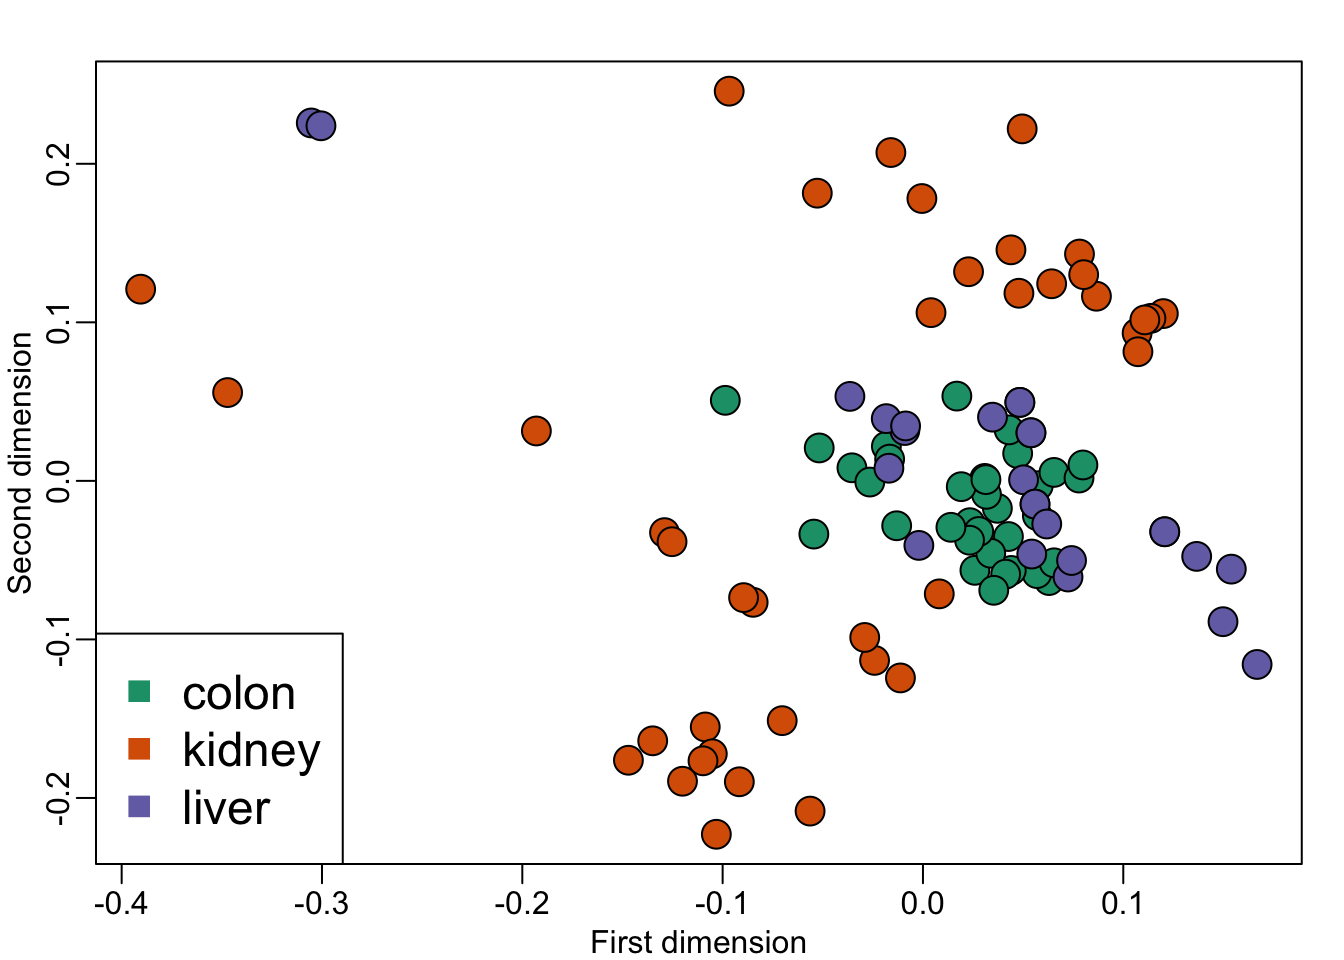 Second dimension
0.2
0.1
0.0
-0.1
-0.2
colon
kidney
liver
-0.4 -0.3 -0.2 -0.1 0.0 0.1
First dimension